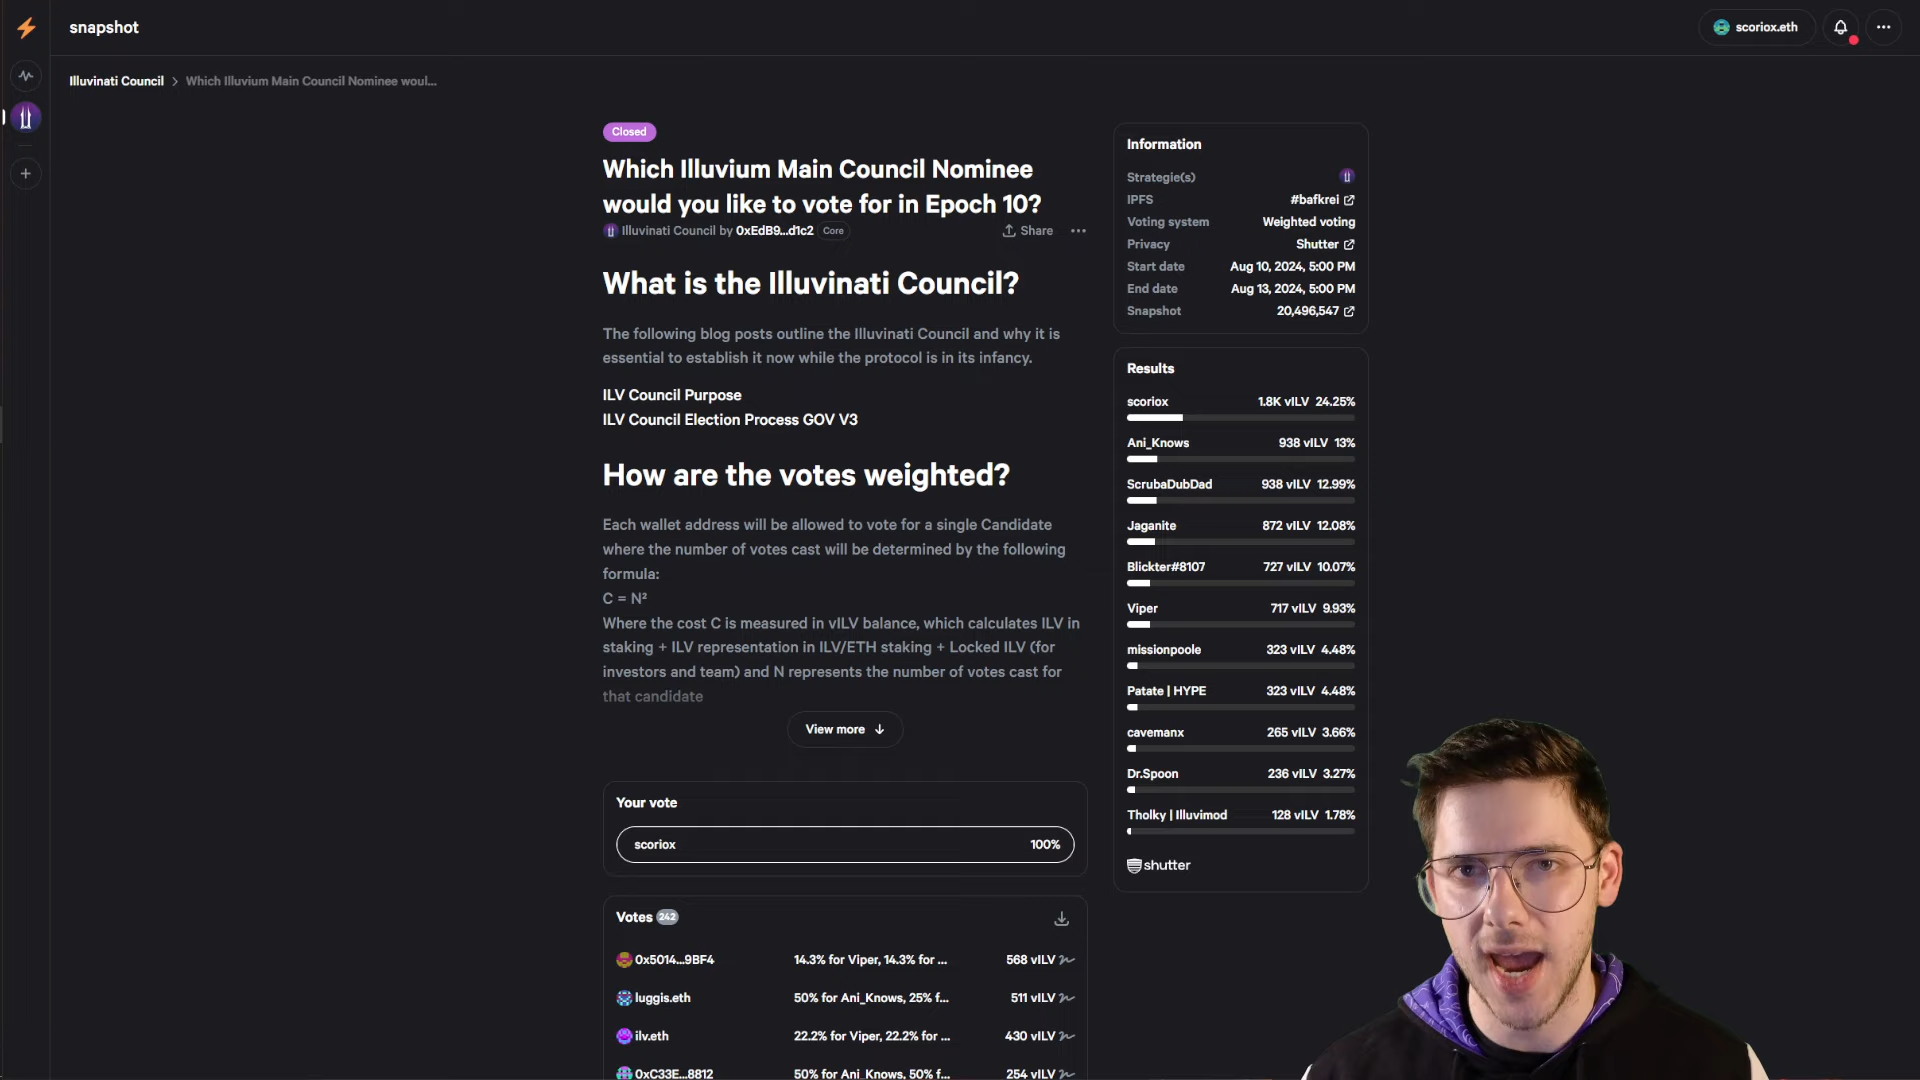 snapshot
scoriox.eth
Illuvinati Council > Which Illuvium Main Council Nominee woul...
Closed
Which Illuvium Main Council Nominee
would you like to vote for in Epoch 10?
Illuvinati Council by 0xEdB9...d1c2 Core
Share
What is the Illuvinati Council?
The following blog posts outline the Illuvinati Council and why it is
essential to establish it now while the protocol is in its infancy.
ILV Council Purpose
ILV Council Election Process GOV V3
How are the votes weighted?
Each wallet address will be allowed to vote for a single Candidate
where the number of votes cast will be determined by the following
formula:
C = N²
Where the cost C is measured in vILV balance, which calculates ILV in
staking + ILV representation in ILV/ETH staking + Locked ILV (for
investors and team) and N represents the number of votes cast for
that candidate
View more
Your vote
scoriox 100%
Votes 242
0x5014...9BF4 14.3% for Viper, 14.3% for ... 568 vILV
luggis.eth 50% for Ani_Knows, 25% f... 511 vILV
ilv.eth 22.2% for Viper, 22.2% for ... 430 vILV
0xC33E...8812 50% for Ani_Knows, 50% f... 254 vILV
Information
Strategie(s)
IPFS #bafkrei
Voting system Weighted voting
Privacy Shutter
Start date Aug 10, 2024, 5:00 PM
End date Aug 13, 2024, 5:00 PM
Snapshot 20,496,547
Results
scoriox 1.8K vILV 24.25%
Ani_Knows 938 vILV 13%
ScrubaDubDad 938 vILV 12.99%
Jaganite 872 vILV 12.08%
Blickter#8107 727 vILV 10.07%
Viper 717 vILV 9.93%
missionpoole 323 vILV 4.48%
Patate | HYPE 323 vILV 4.48%
cavemanx 265 vILV 3.66%
Dr.Spoon 236 vILV 3.27%
Tholky | Illuvimod 128 vILV 1.78%
shutter